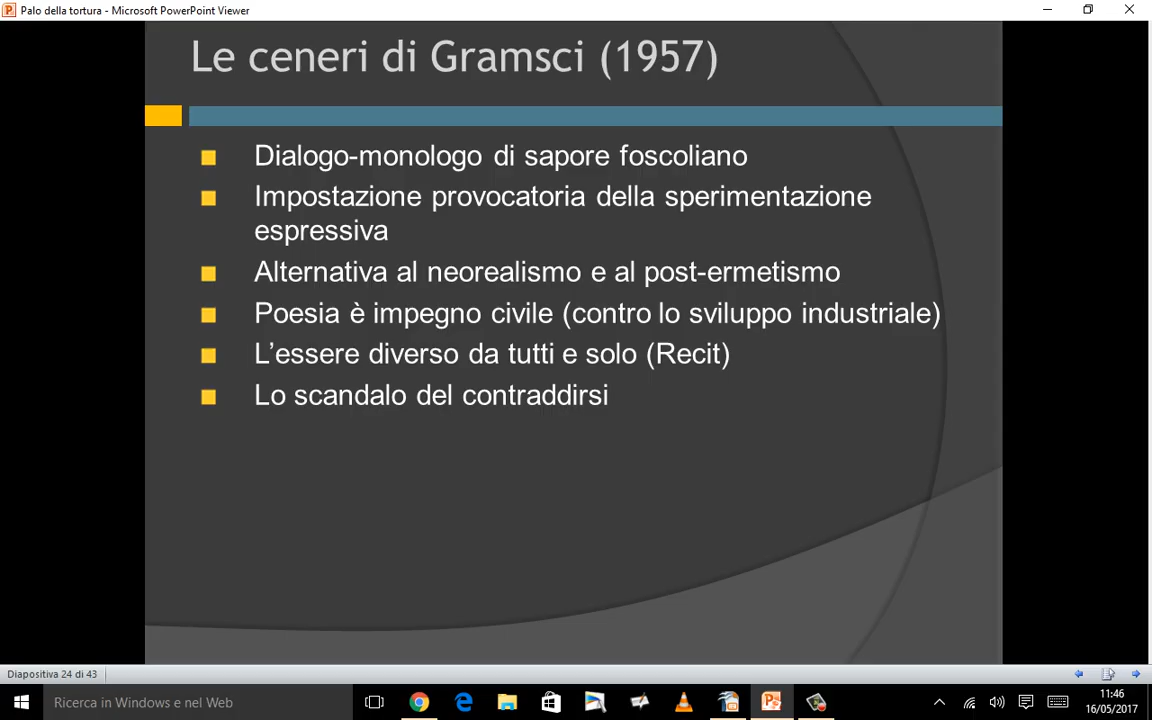 Palo della tortura - Microsoft PowerPoint Viewer
Le ceneri di Gramsci (1957)
Dialogo-monologo di sapore foscoliano
Impostazione provocatoria della sperimentazione
espressiva
Alternativa al neorealismo e al post-ermetismo
Poesia è impegno civile (contro lo sviluppo industriale)
L’essere diverso da tutti e solo (Recit)
Lo scandalo del contraddirsi
Diapositiva 24 di 43
Ricerca in Windows e nel Web
11:46
16/05/2017